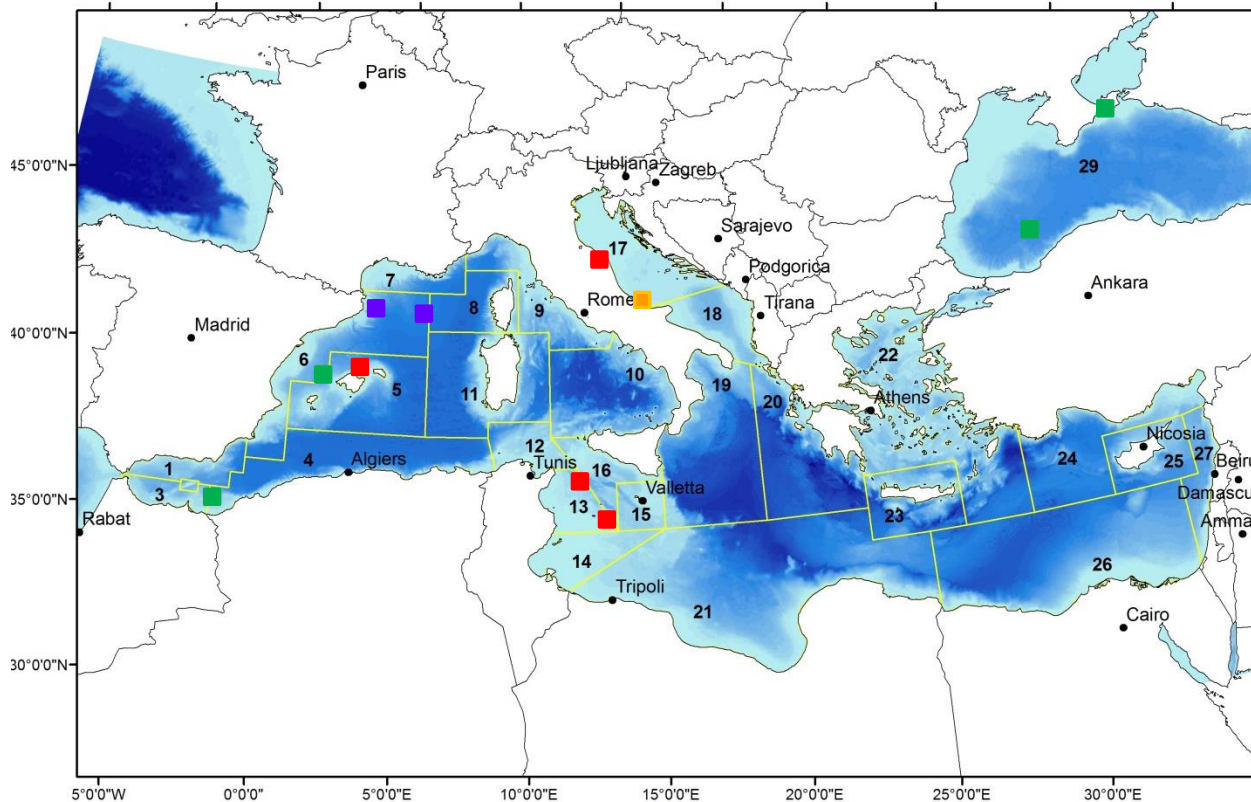 Paris
45°0'0"N
29
Ljubljana
Zagreb
Sarajevo
17
Podgorica
Ankara
7
8
9
Rome
Tirana
18
40°0'0"N
Madrid
6
22
5
11
10
19
20
Athens
12
Nicosia
24
25
27
1
4
Algiers
Tunis
16
Beiru
35°0'0"N
3
13
Valletta
15
23
Damascu
Rabat
Amma
14
26
Tripoli
21
Cairo
30°0'0"N
5°0'0"W
0°0'0"
5°0'0"E
10°0'0"E
15°0'0"E
20°0'0"E
25°0'0"E
30°0'0"E